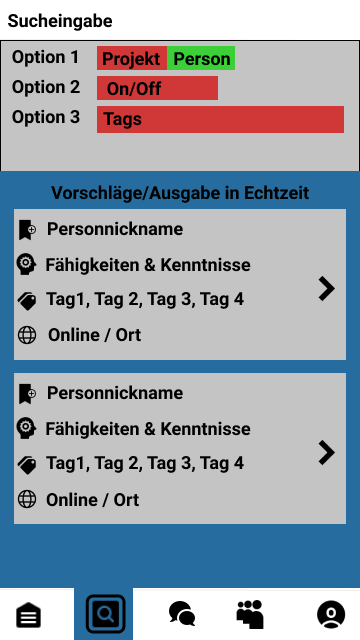 Sucheingabe
Option 1 Projekt Person
Option 2 On/Off
Option 3 Tags
Vorschläge/Ausgabe in Echtzeit
Personnickname
Fähigkeiten & Kenntnisse
Tag1, Tag 2, Tag 3, Tag 4
Online / Ort
Personnickname
Fähigkeiten & Kenntnisse
Tag1, Tag 2, Tag 3, Tag 4
Online / Ort